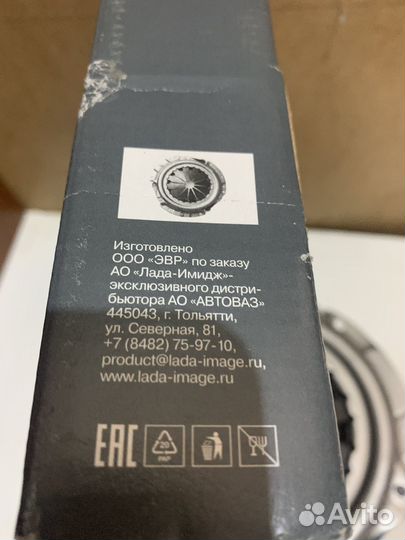 Изготовлено
ООО «ЭВР» по заказу
АО «Лада-Имидж»-
эксклюзивного дистри-
бьютора АО «АВТОВАЗ»
445043, г. Тольятти,
ул. Северная, 81,
+7 (8482) 75-97-10,
product@lada-image.ru,
www.lada-image.ru
EAC
20
PAP
Avito